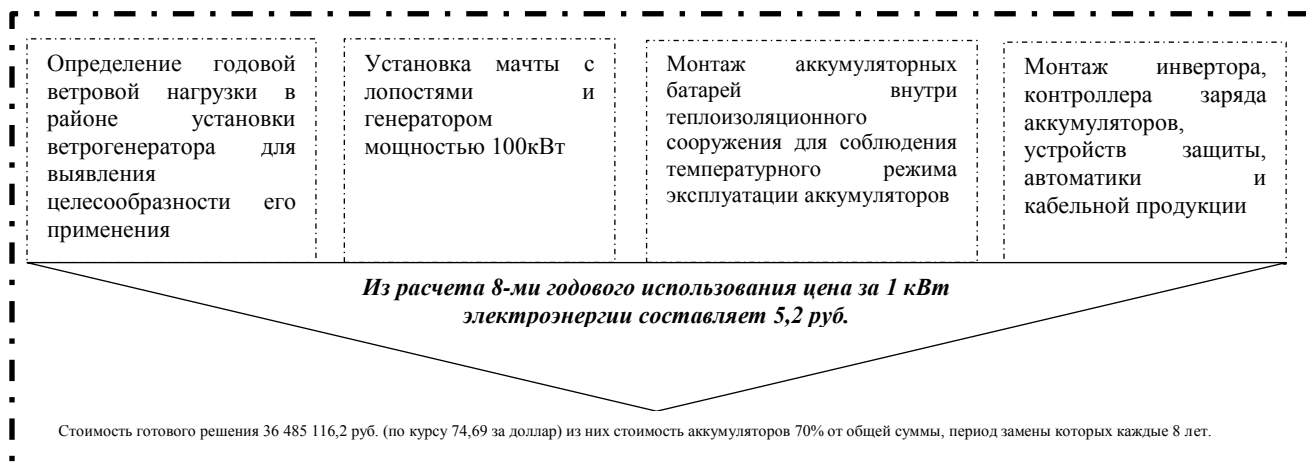 Определение годовой
ветровой нагрузки в
районе установки
ветрогенератора для
выявления
целесообразности его
применения
Установка мачты с
лопостями и
генератором
мощностью 100кВт
Монтаж аккумуляторных
батарей внутри
теплоизоляционного
сооружения для соблюдения
температурного режима
эксплуатации аккумуляторов
Монтаж инвертора,
контроллера заряда
аккумуляторов,
устройств защиты,
автоматики и
кабельной продукции
Из расчета 8-ми годового использования цена за 1 кВт
электроэнергии составляет 5,2 руб.
Стоимость готового решения 36 485 116,2 руб. (по курсу 74,69 за доллар) из них стоимость аккумуляторов 70% от общей суммы, период замены которых каждые 8 лет.